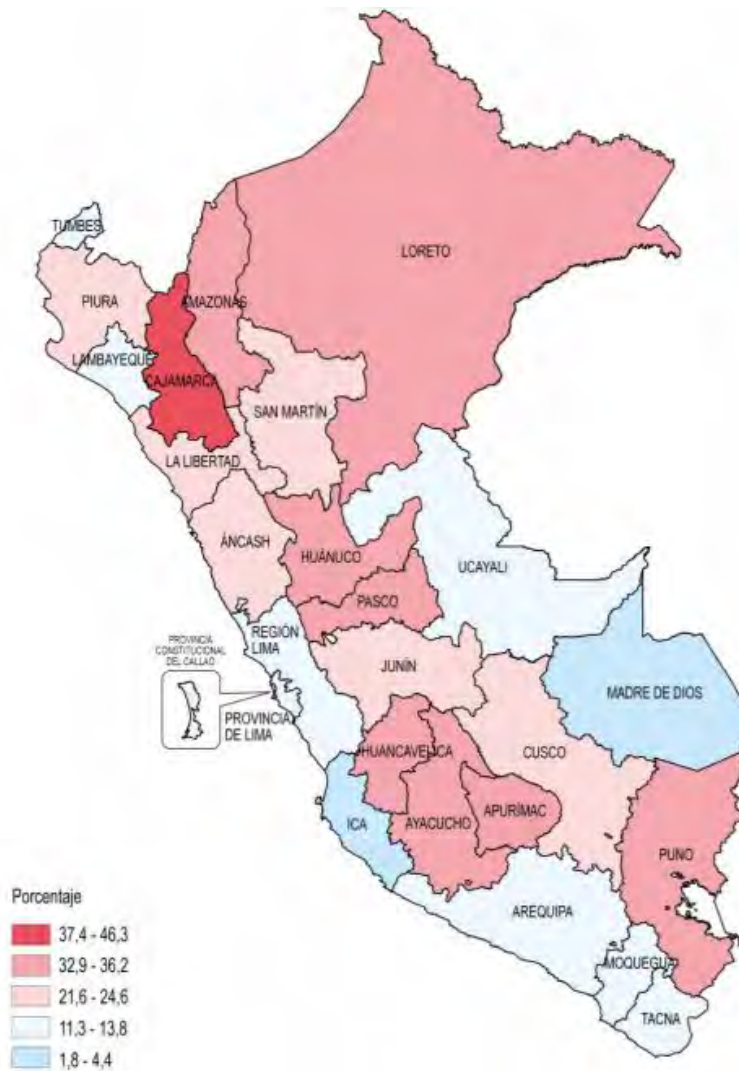 TUMBES
LORETO
PIURA
AMAZONAS
LAMBAYEQUE
CAJAMARCA
SAN MARTÍN
LA LIBERTAD
ÁNCASH
HUÁNUCO
UCAYALI
PASCO
REGIÓN
LIMA
PROVINCIA
CONSTITUCIONAL
DEL CALLAO
JUNÍN
MADRE DE DIOS
PROVINCIA
DE LIMA
HUANCAVELICA
CUSCO
ICA
AYACUCHO
APURÍMAC
PUNO
AREQUIPA
MOQUEGUA
TACNA
Porcentaje
37,4 - 46,3
32,9 - 36,2
21,6 - 24,6
11,3 - 13,8
1,8 - 4,4